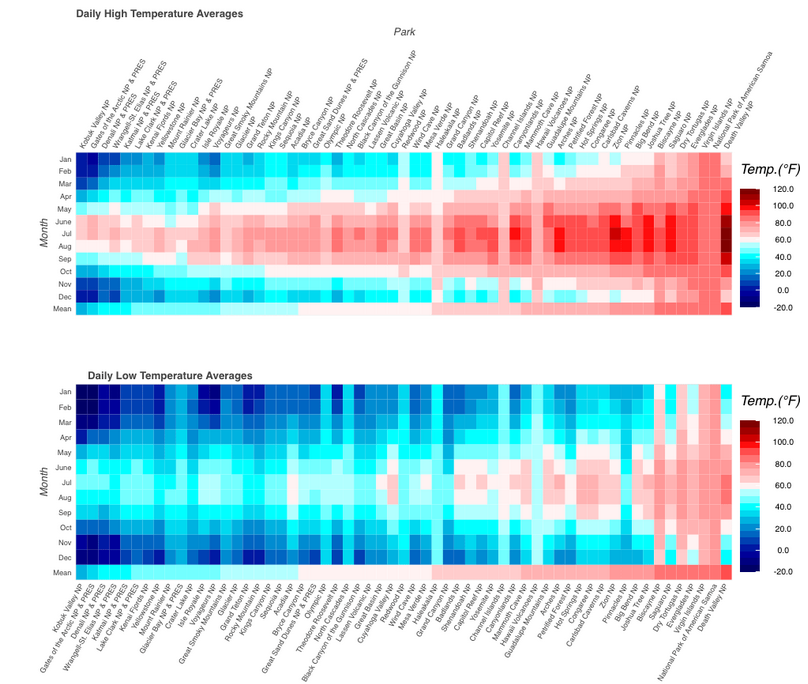 Daily High Temperature Averages
Park
Kobuk Valley NP
Gates of the Arctic NP & PRES
Denali NP & PRES
Wrangell-St. Elias NP & PRES
Katmai NP & PRES
Lake Clark NP & PRES
Kenai Fjords NP
Yellowstone NP
Mount Rainier NP
Glacier Bay NP & PRES
Crater Lake NP
Isle Royale NP
Voyageurs NP
Great Smoky Mountains NP
Glacier NP
Grand Teton NP
Rocky Mountain NP
Kings Canyon NP
Sequoia NP
Acadia NP
Bryce Canyon NP
Great Sand Dunes NP & PRES
Olympic NP
Theodore Roosevelt NP
North Cascades NP
Black Canyon of the Gunnison NP
Lassen Volcanic NP
Great Basin NP
Cuyahoga Valley NP
Redwood NP
Wind Cave NP
Mesa Verde NP
Haleakala NP
Grand Canyon NP
Badlands NP
Shenandoah NP
Capitol Reef NP
Yosemite NP
Channel Islands NP
Canyonlands NP
Mammoth Cave NP
Hawaii Volcanoes NP
Guadalupe Mountains NP
Arches NP
Petrified Forest NP
Hot Springs NP
Congaree NP
Carlsbad Caverns NP
Zion NP
Pinnacles NP
Big Bend NP
Joshua Tree NP
Biscayne NP
Saguaro NP
Dry Tortugas NP
Everglades NP
Virgin Islands NP
National Park of American Samoa
Death Valley NP
Month
Jan
Feb
Mar
Apr
May
June
Jul
Aug
Sep
Oct
Nov
Dec
Mean
Temp.(°F)
120.0
100.0
80.0
60.0
40.0
20.0
0.0
-20.0
Daily Low Temperature Averages
Month
Jan
Feb
Mar
Apr
May
June
Jul
Aug
Sep
Oct
Nov
Dec
Mean
Temp.(°F)
120.0
100.0
80.0
60.0
40.0
20.0
0.0
-20.0
Kobuk Valley NP
Gates of the Arctic NP & PRES
Denali NP & PRES
Wrangell-St. Elias NP & PRES
Katmai NP & PRES
Lake Clark NP & PRES
Kenai Fjords NP
Yellowstone NP
Mount Rainier NP
Glacier Bay NP & PRES
Crater Lake NP
Isle Royale NP
Voyageurs NP
Great Smoky Mountains NP
Glacier NP
Grand Teton NP
Rocky Mountain NP
Kings Canyon NP
Sequoia NP
Acadia NP
Bryce Canyon NP
Great Sand Dunes NP & PRES
Olympic NP
Theodore Roosevelt NP
North Cascades NP
Black Canyon of the Gunnison NP
Lassen Volcanic NP
Great Basin NP
Cuyahoga Valley NP
Redwood NP
Wind Cave NP
Mesa Verde NP
Haleakala NP
Grand Canyon NP
Badlands NP
Shenandoah NP
Capitol Reef NP
Yosemite NP
Channel Islands NP
Canyonlands NP
Mammoth Cave NP
Hawaii Volcanoes NP
Guadalupe Mountains NP
Arches NP
Petrified Forest NP
Hot Springs NP
Congaree NP
Carlsbad Caverns NP
Zion NP
Pinnacles NP
Big Bend NP
Joshua Tree NP
Biscayne NP
Saguaro NP
Dry Tortugas NP
Everglades NP
Virgin Islands NP
National Park of American Samoa
Death Valley NP